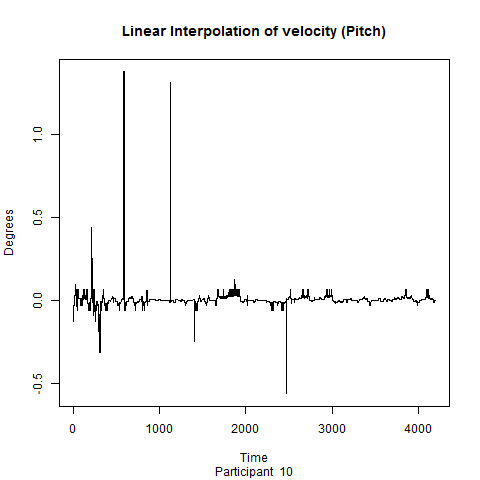 Linear Interpolation of velocity (Pitch)
Degrees
1.0
0.5
0.0
-0.5
0 1000 2000 3000 4000
Time
Participant 10